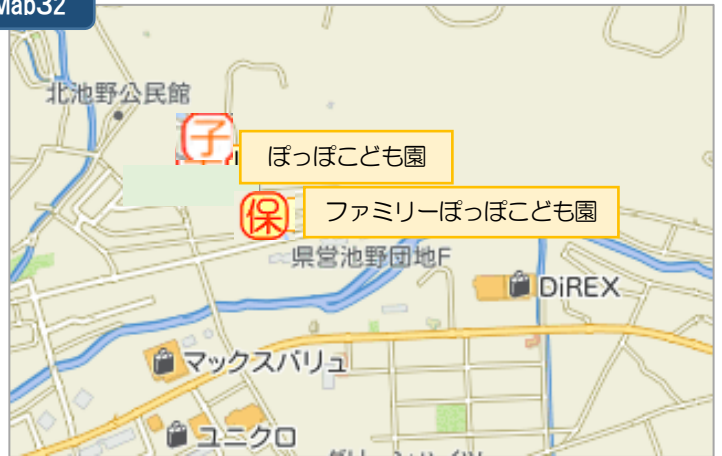 Map32
北池野公民館
子
ぽっぽこども園
保
ファミリーぽっぽこども園
県営池野団地F
DiREX
マックスバリュ
ユニクロ